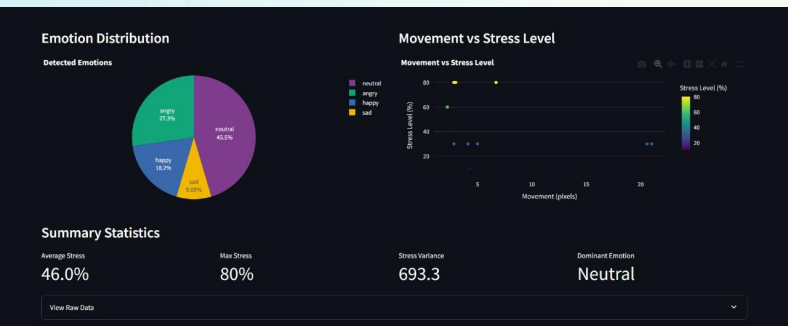 Emotion Distribution
Detected Emotions
angry
27.3%
neutral
45.5%
happy
18.2%
sad
9.09%
neutral
angry
happy
sad
Movement vs Stress Level
Movement vs Stress Level
Stress Level (%)
80
60
40
20
Stress Level (%)
80
60
40
20
5 10 15 20
Movement (pixels)
Summary Statistics
Average Stress
46.0%
Max Stress
80%
Stress Variance
693.3
Dominant Emotion
Neutral
View Raw Data